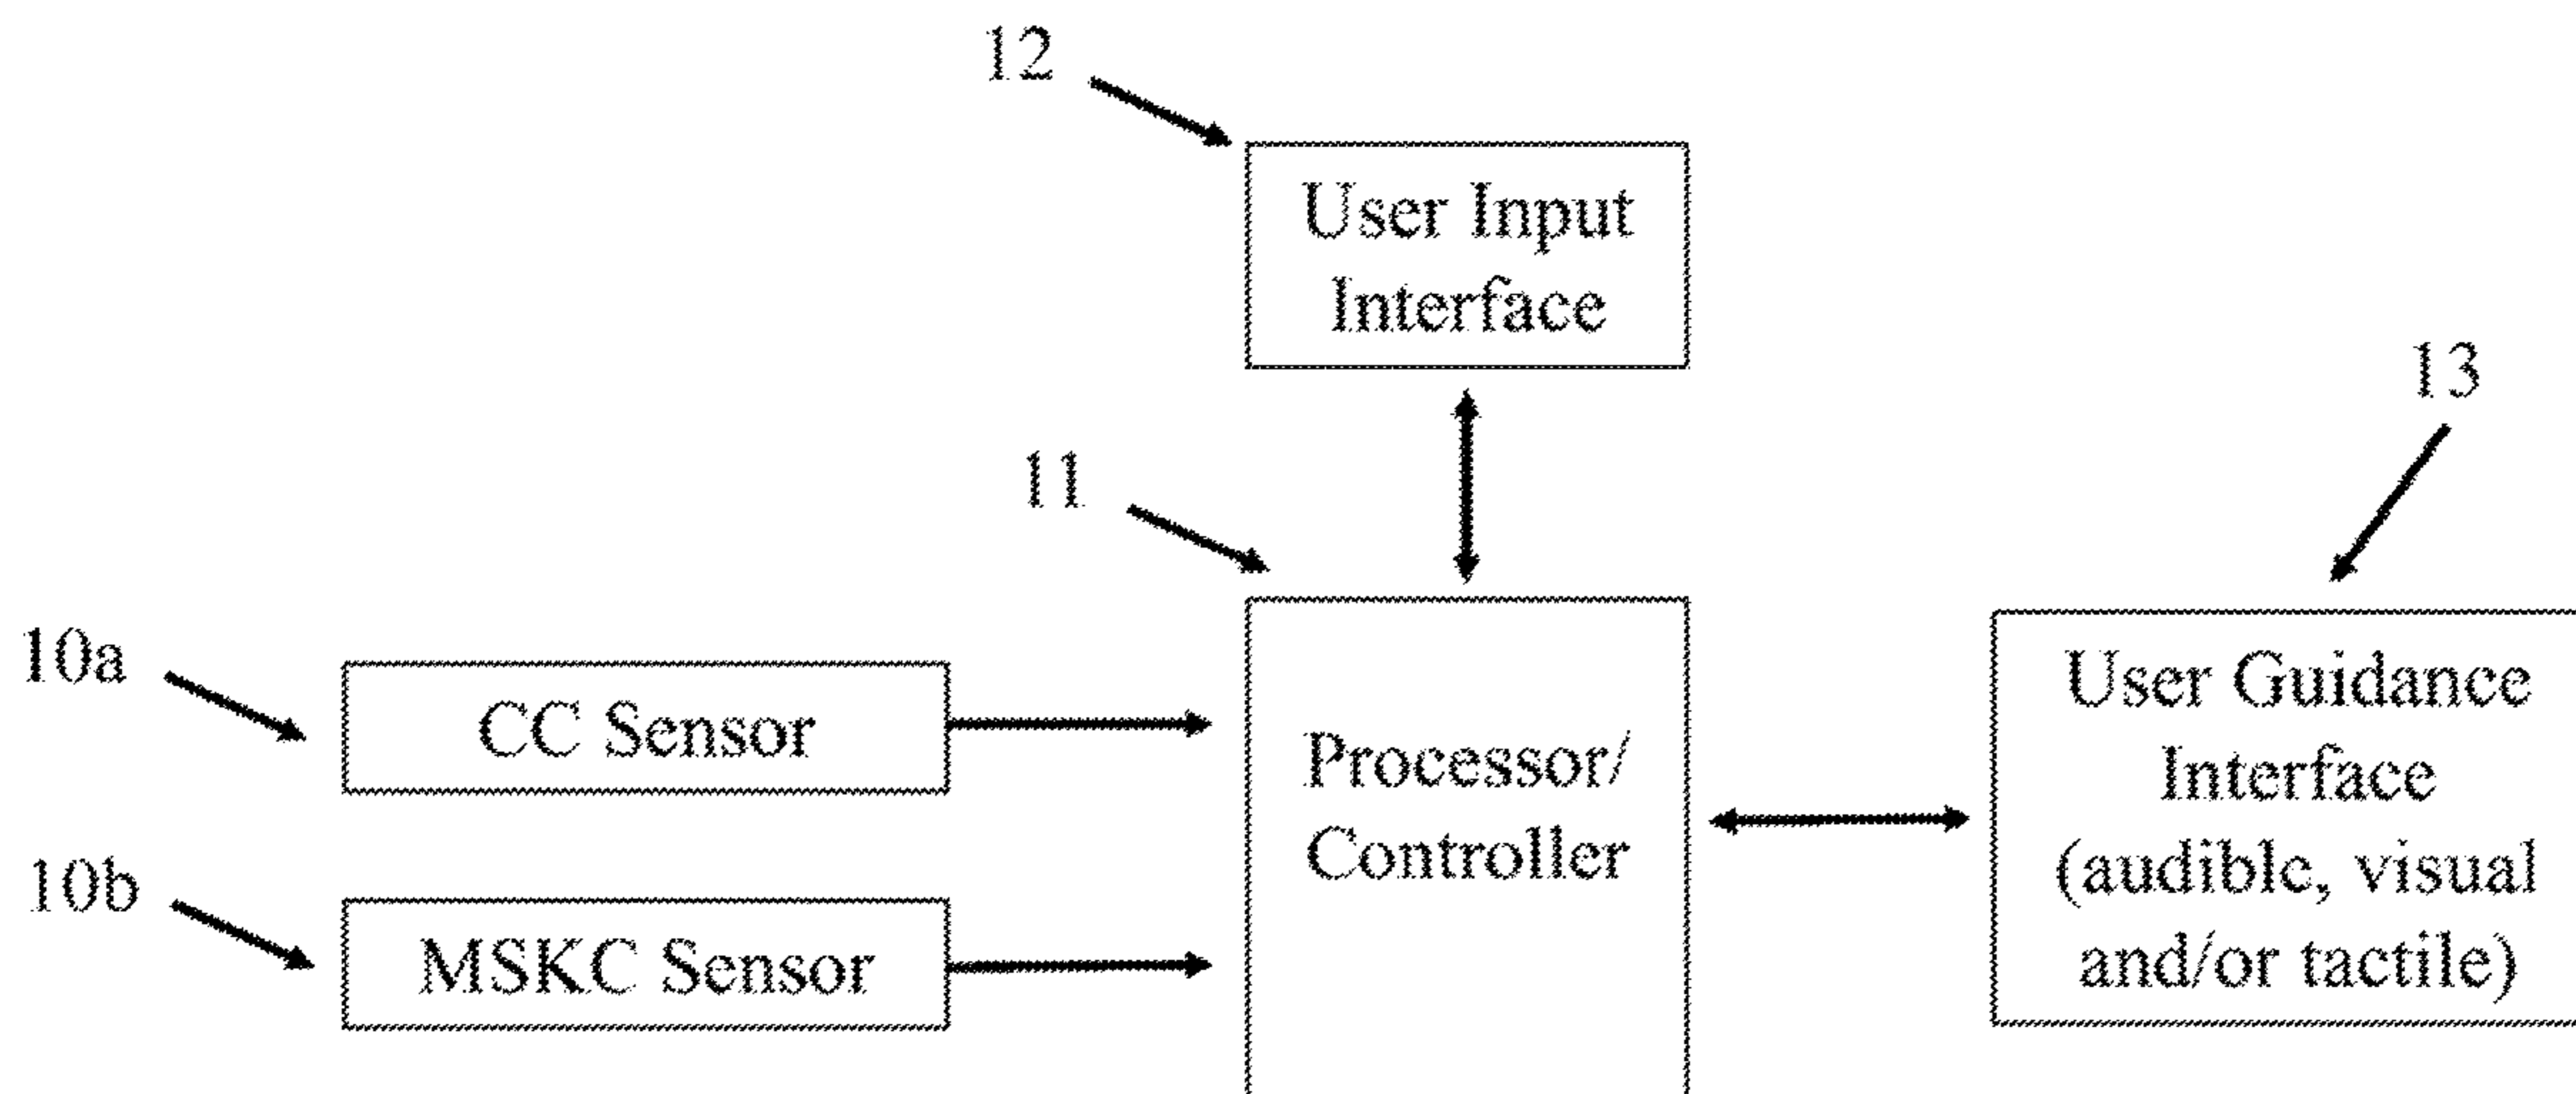 12
User Input
Interface
13
11
10a
CC Sensor
Processor/
Controller
User Guidance
Interface
(audible, visual
and/or tactile)
10b
MSKC Sensor